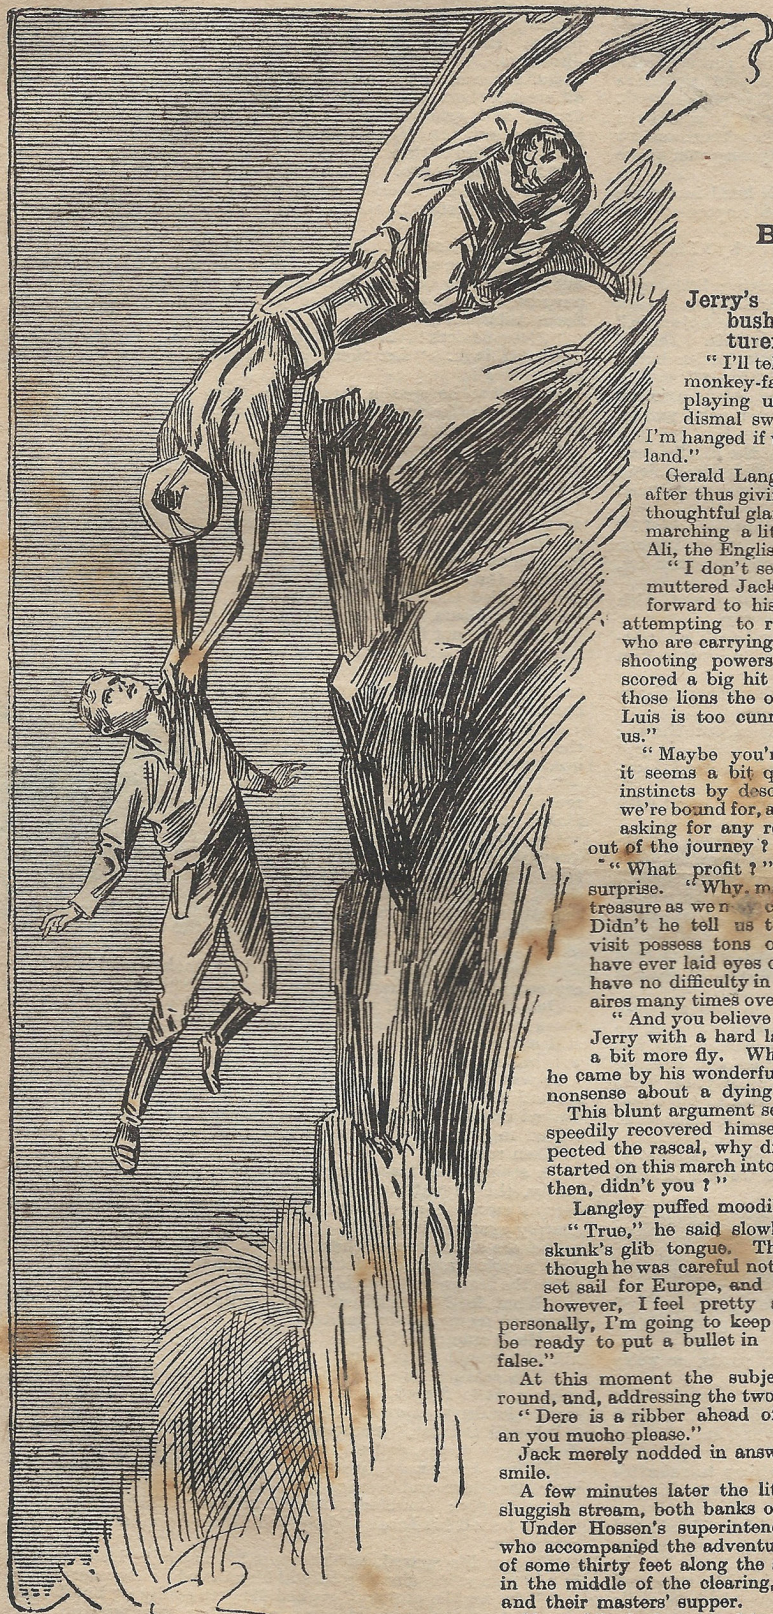 B
Jerry's
bush
ture
"I'll te
monkey-fa
playing u
dismal sw
I'm hanged if
land."
Gerald Lang
after thus givi
thoughtful gla
marching a lit
Ali, the Englis
"I don't se
muttered Jack
forward to his
attempting to r
who are carrying
shooting powers
scored a big hit
those lions the o
Luis is too cunn
us."
"Maybe you'r
it seems a bit q
instincts by desc
we're bound for, a
asking for any r
out of the journey ?
"What profit ?"
surprise. "Why. m
treasure as we
Didn't he tell us t
visit possess tons o
have ever laid eyes o
have no difficulty in
aires many times ove
"And you believe
Jerry with a hard la
a bit more fly. Wh
he came by his wonderfu
nonsense about a dying
This blunt argument se
speedily recovered himse
pected the rascal, why di
started on this march into
then, didn't you ?"
Langley puffed moodi
"True," he said slowl
skunk's glib tongue. Th
though he was careful not
set sail for Europe, and
however, I feel pretty
personally, I'm going to keep
be ready to put a bullet in
false."
At this moment the subje
round, and, addressing the two
"Dere is a ribber ahead o
an you mucho please."
Jack merely nodded in answ
smile.
A few minutes later the lit
sluggish stream, both banks o
Under Hossen's superintend
who accompanied the adventu
of some thirty feet along the
in the middle of the clearing,
and their masters' supper.